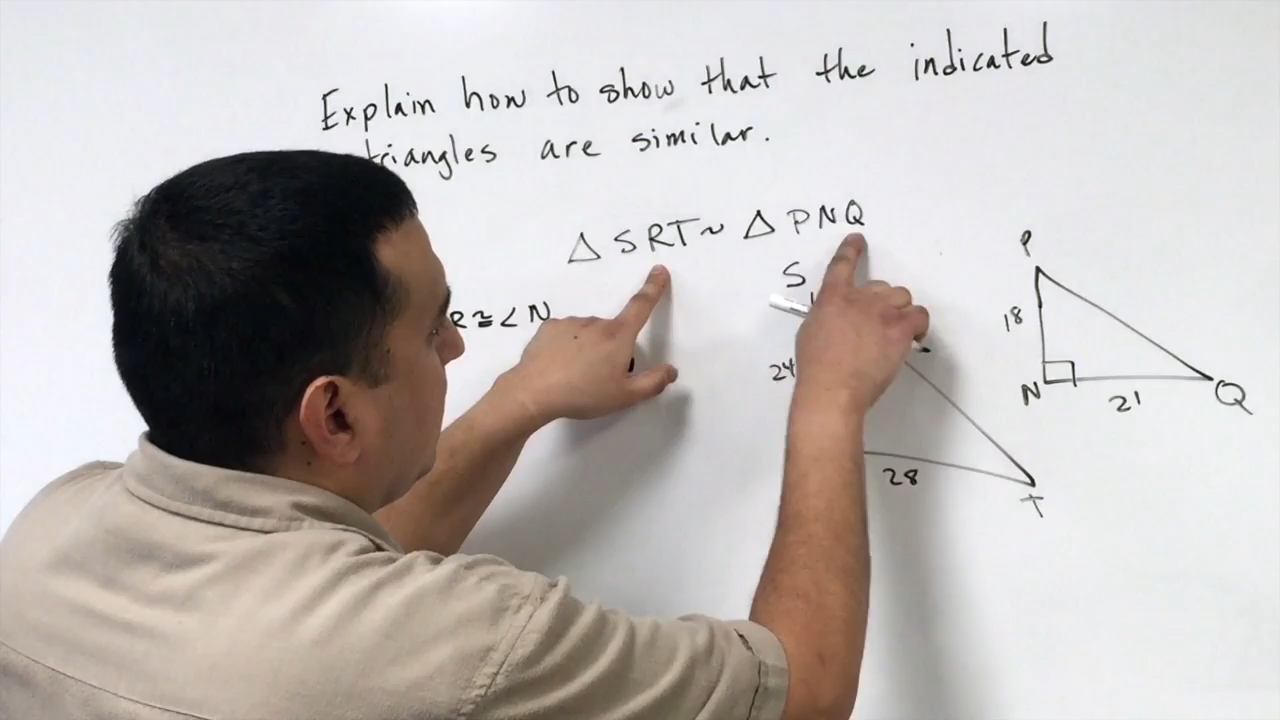 Explain how to show that the indicated
triangles are similar.
△ SRT ~ △ PNQ
R ≅ ∠ N
S
24
28
T
P
18
N
21
Q